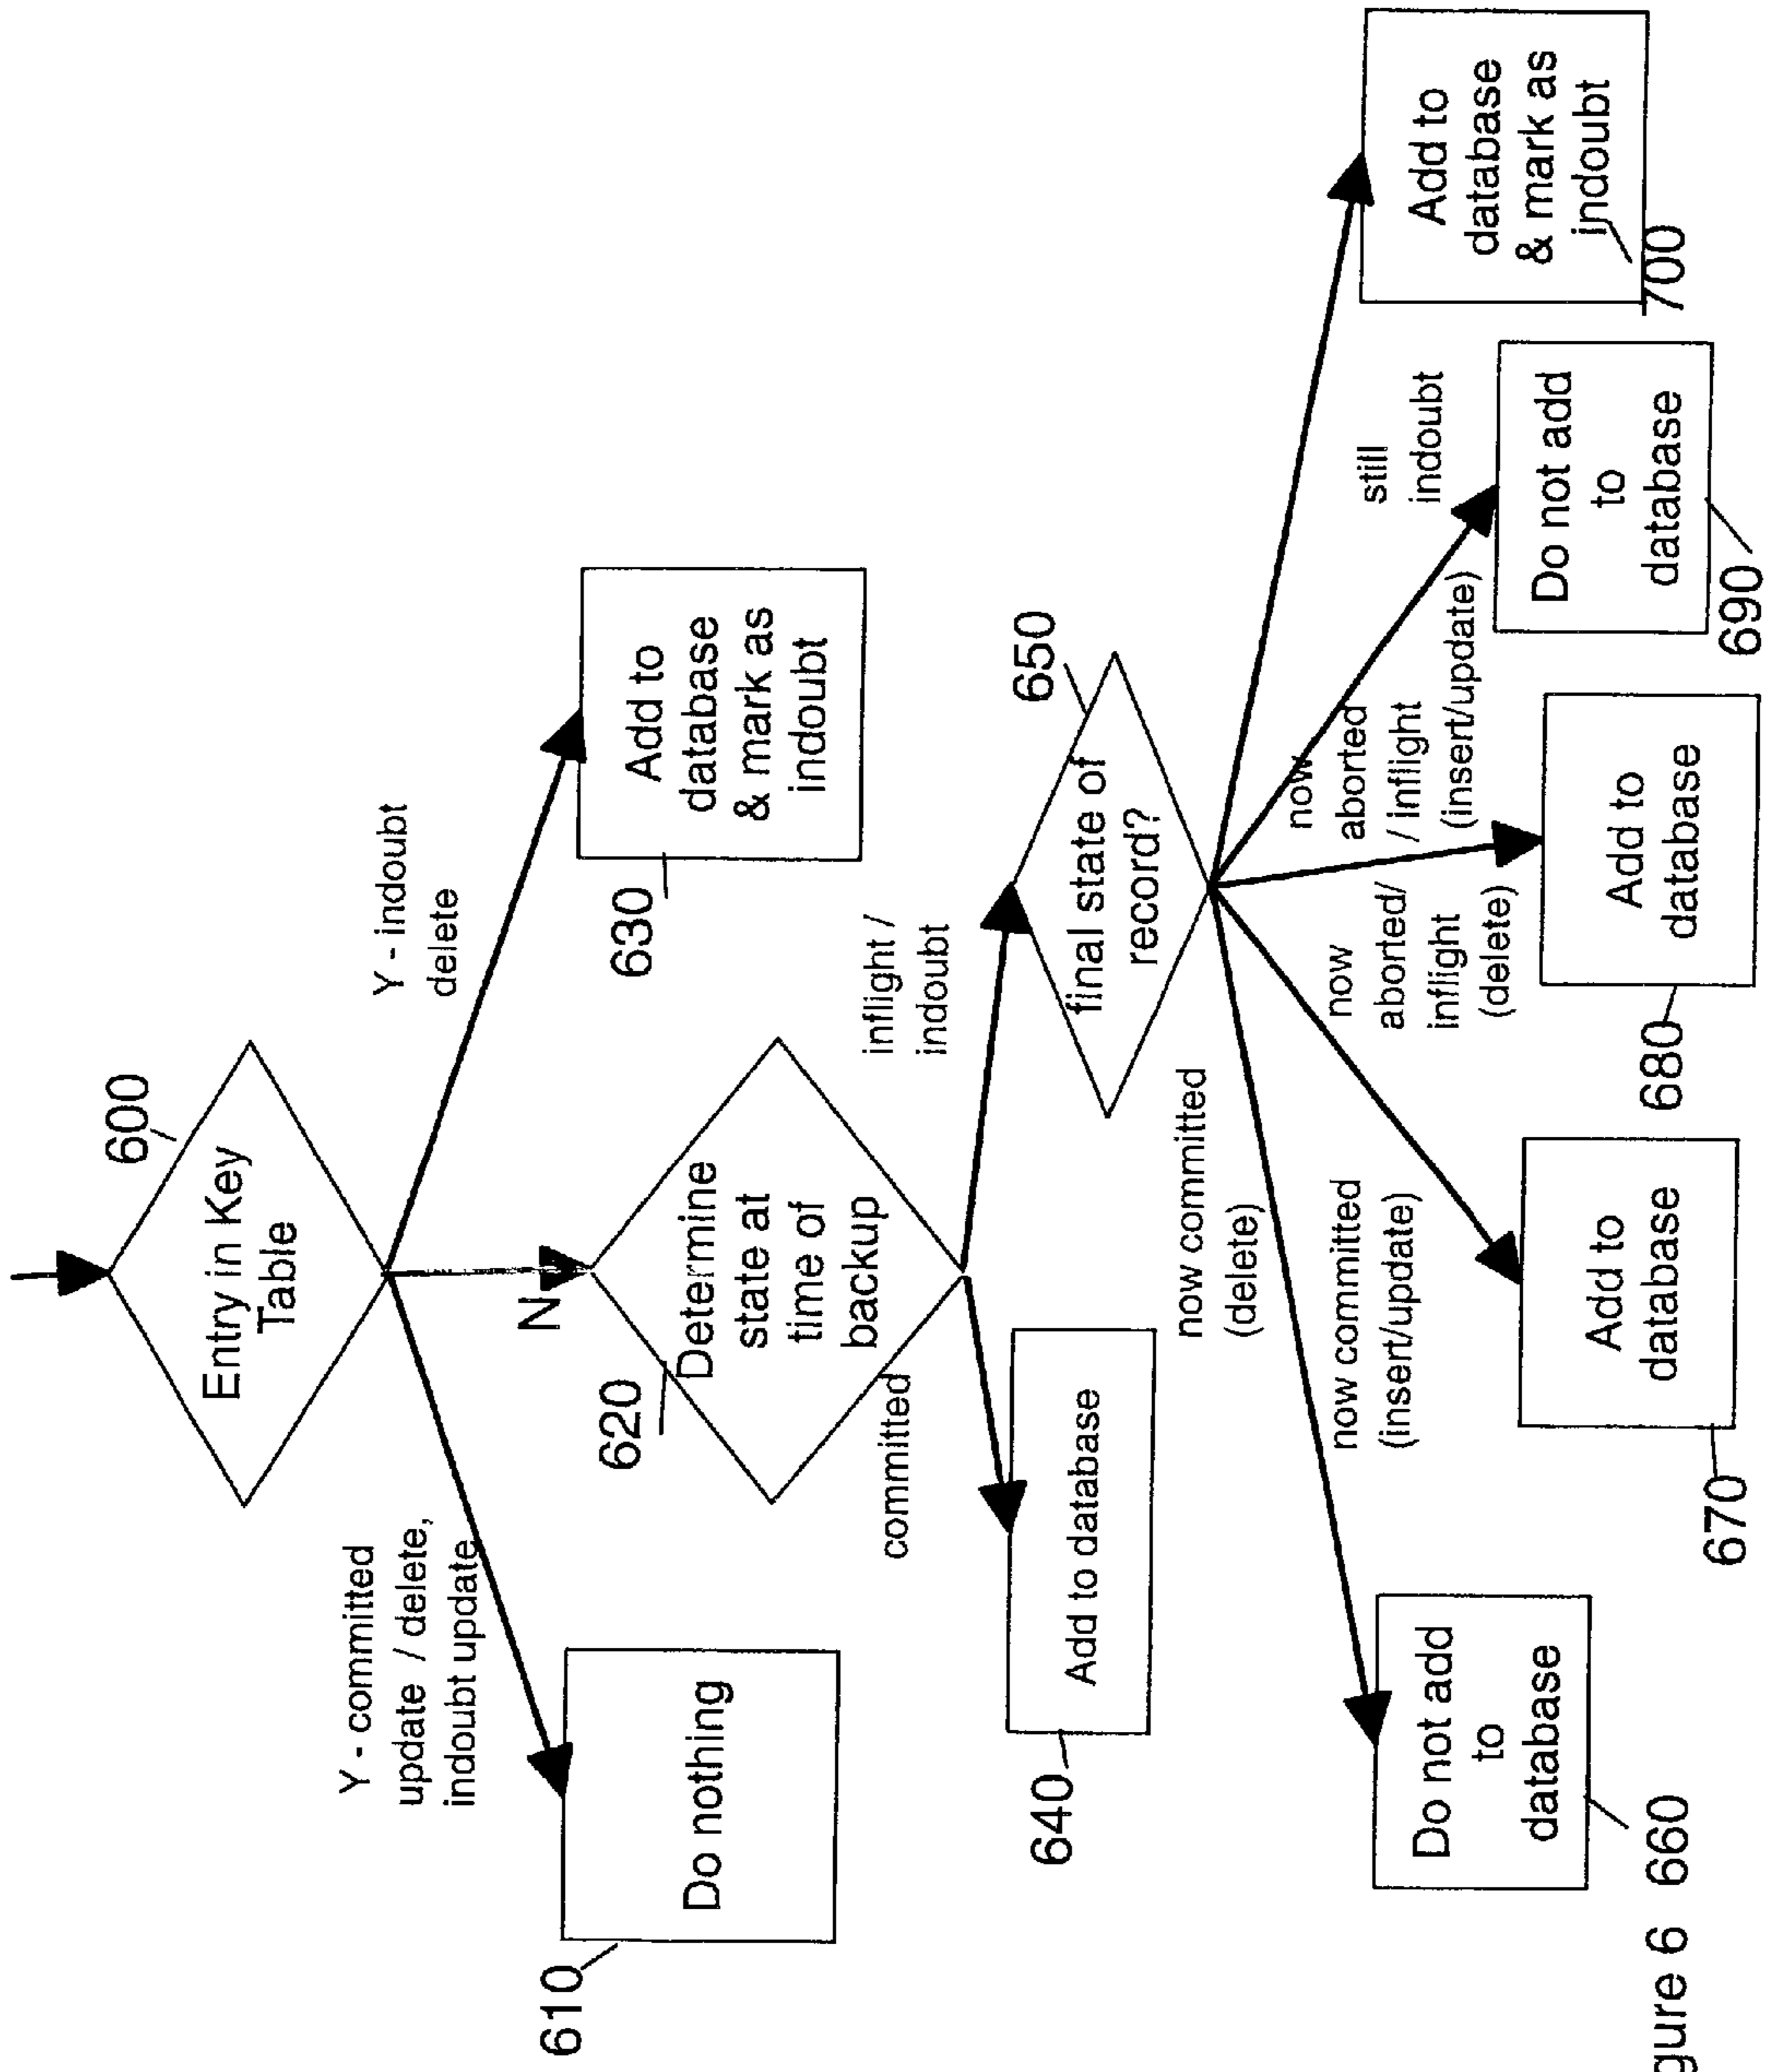 600
Entry in Key
Table
Y - committed
update / delete,
indoubt update
N
Y - indoubt
delete
610
Do nothing
620
Determine
state at
time of
backup
630
Add to
database
& mark as
indoubt
committed
inflight /
indoubt
640
Add to database
650
final state of
record?
now committed
(delete)
now committed
(insert/update)
now
aborted/
inflight
(delete)
now
aborted
/ inflight
(insert/update)
still
indoubt
Do not add
to
database
660
Add to
database
670
Add to
database
680
Do not add
to
database
690
Add to
database
& mark as
indoubt
700
gure 6